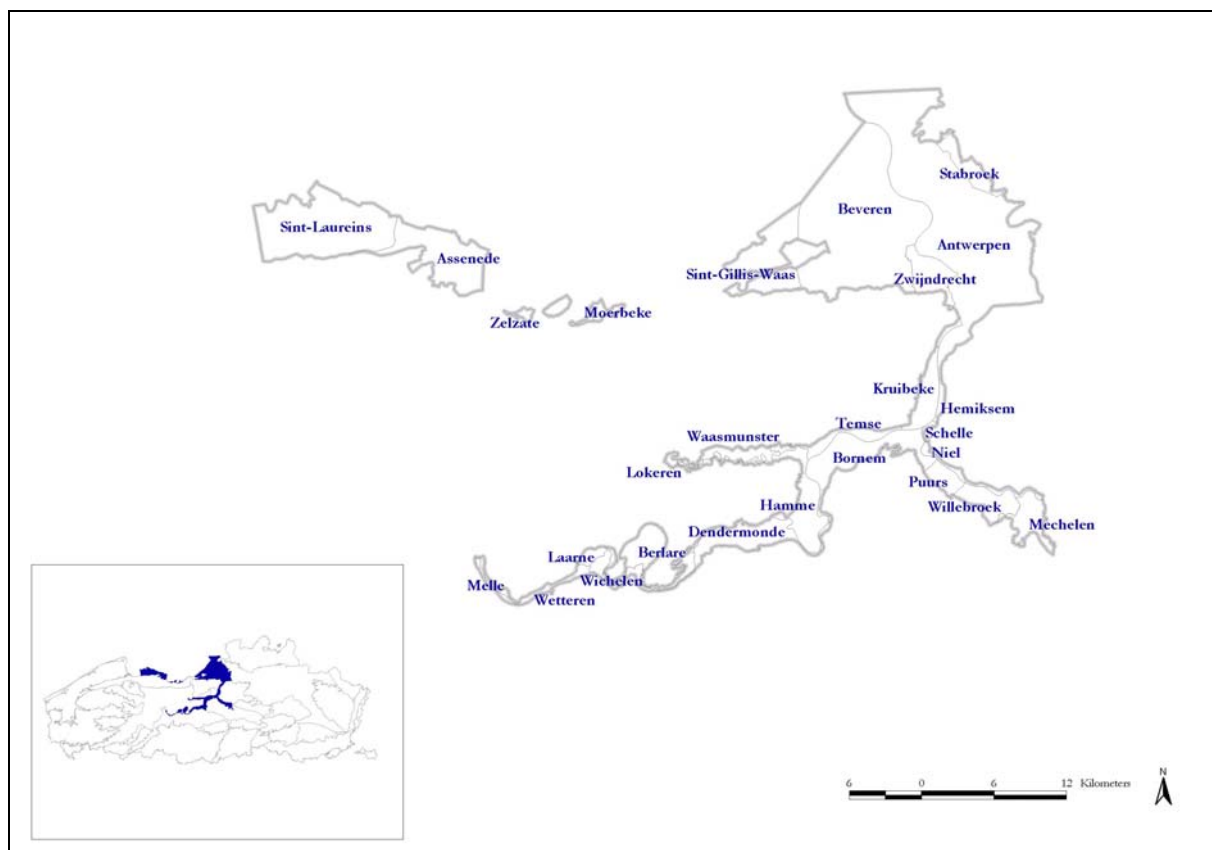 Stabroek
Beveren
Sint-Laureins
Antwerpen
Assenede
Sint-Gillis-Waas
Zwijndrecht
Moerbeke
Zelzate
Kruibeke
Hemiksem
Temse
Schelle
Waasmunster
Niel
Bornem
Lokeren
Puurs
Hamme
Willebroek
Mechelen
Dendermonde
Laarne
Berlare
Wichelen
Melle
Wetteren
N
6 0 6 12 Kilometers